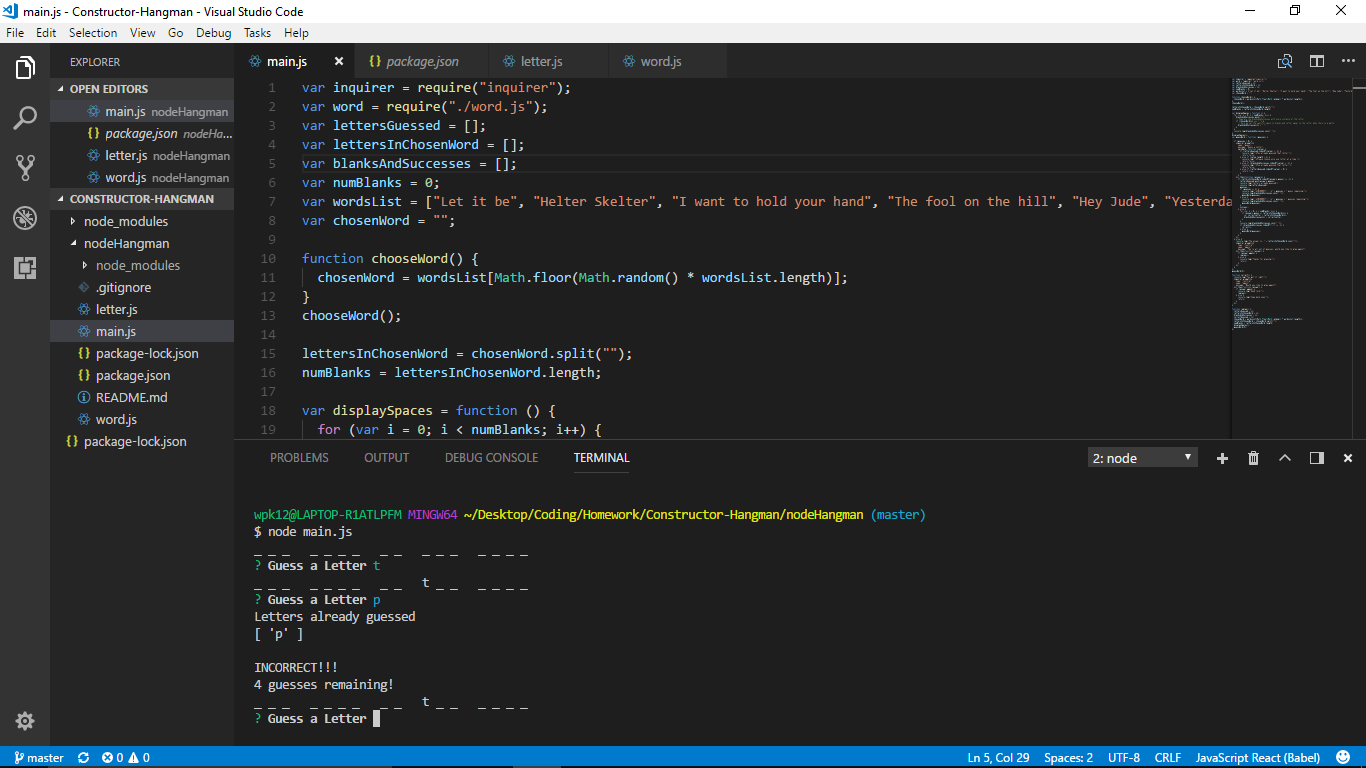 main.js - Constructor-Hangman - Visual Studio Code
File Edit Selection View Go Debug Tasks Help
EXPLORER
OPEN EDITORS
main.js nodeHangman
package.json nodeHa...
letter.js nodeHangman
word.js nodeHangman
CONSTRUCTOR-HANGMAN
node_modules
nodeHangman
node_modules
.gitignore
letter.js
main.js
package-lock.json
package.json
README.md
word.js
package-lock.json
main.js package.json letter.js word.js
1 var inquirer = require("inquirer");
2 var word = require("./word.js");
3 var lettersGuessed = [];
4 var lettersInChosenWord = [];
5 var blanksAndSuccesses = [];
6 var numBlanks = 0;
7 var wordsList = ["Let it be", "Helter Skelter", "I want to hold your hand", "The fool on the hill", "Hey Jude", "Yesterda
8 var chosenWord = "";
9
10 function chooseWord() {
11 chosenWord = wordsList[Math.floor(Math.random() * wordsList.length)];
12 }
13 chooseWord();
14
15 lettersInChosenWord = chosenWord.split("");
16 numBlanks = lettersInChosenWord.length;
17
18 var displaySpaces = function () {
19 for (var i = 0; i < numBlanks; i++) {
PROBLEMS OUTPUT DEBUG CONSOLE TERMINAL 2: node
wpk12@LAPTOP-R1ATLPFM MINGW64 ~/Desktop/Coding/Homework/Constructor-Hangman/nodeHangman (master)
$ node main.js
_ _ _   _ _ _ _   _ _   _ _ _   _ _ _ _
? Guess a Letter t
_ _ _   _ _ _ _   _ _   t _ _   _ _ _ _
? Guess a Letter p
Letters already guessed
[ 'p' ]
INCORRECT!!!
4 guesses remaining!
_ _ _   _ _ _ _   _ _   t _ _   _ _ _ _
? Guess a Letter
master 0 0 Ln 5, Col 29 Spaces: 2 UTF-8 CRLF JavaScript React (Babel)